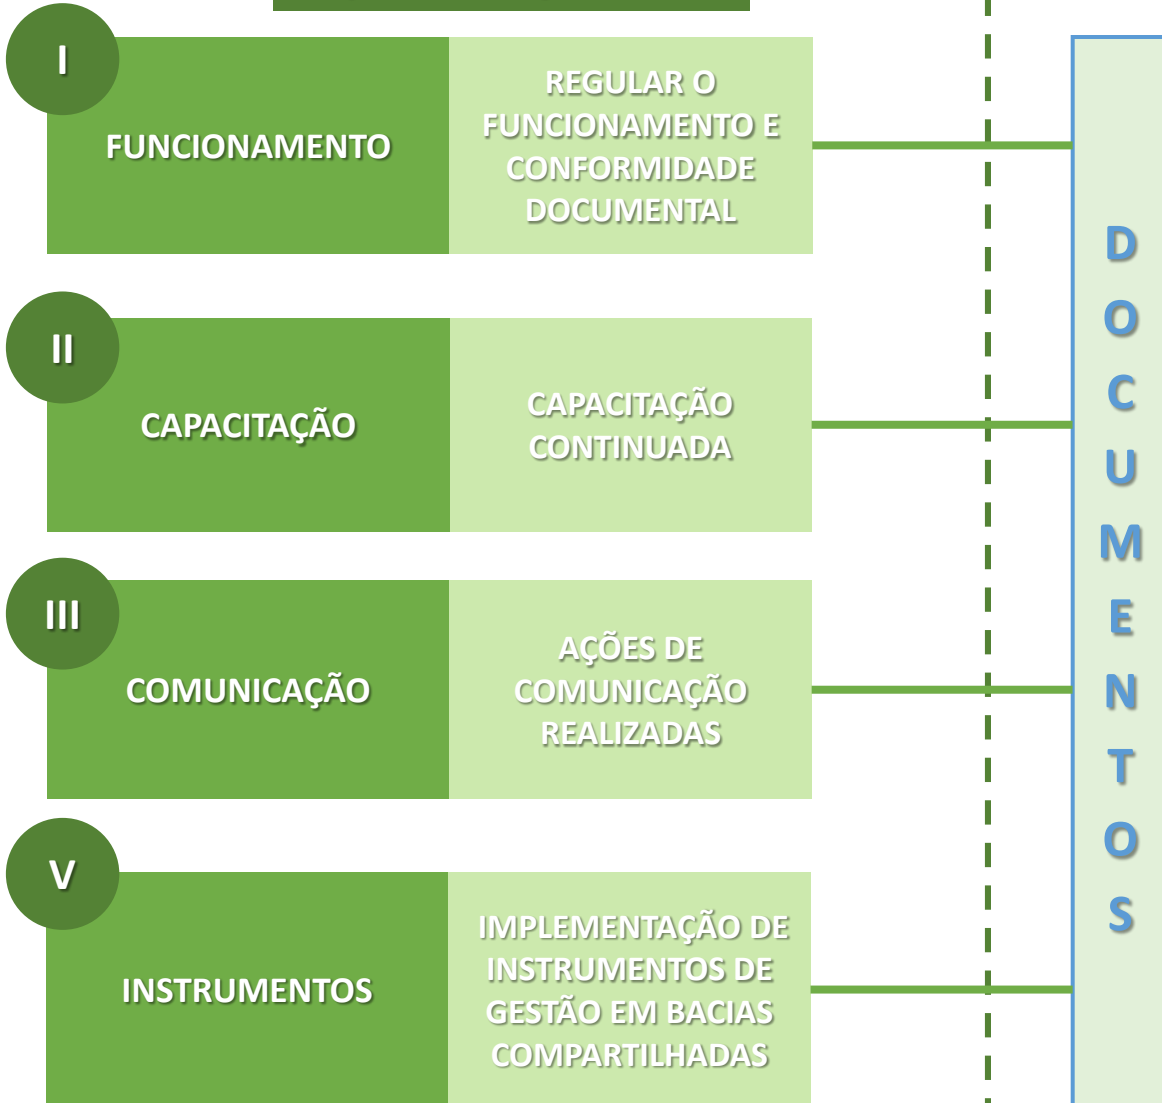 I
FUNCIONAMENTO
REGULAR O
FUNCIONAMENTO E
CONFORMIDADE
DOCUMENTAL
II
CAPACITAÇÃO
CAPACITAÇÃO
CONTINUADA
III
COMUNICAÇÃO
AÇÕES DE
COMUNICAÇÃO
REALIZADAS
V
INSTRUMENTOS
IMPLEMENTAÇÃO DE
INSTRUMENTOS DE
GESTÃO EM BACIAS
COMPARTILHADAS
D
O
C
U
M
E
N
T
O
S